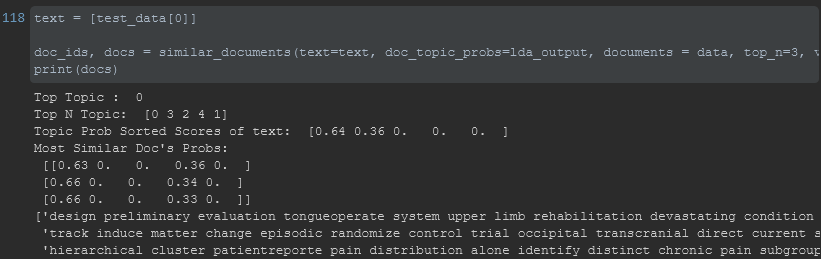 118 text = [test_data[0]]
doc_ids, docs = similar_documents(text=text, doc_topic_probs=lda_output, documents = data, top_n=3,
print(docs)
Top Topic :  0
Top N Topic:  [0 3 2 4 1]
Topic Prob Sorted Scores of text:  [0.64 0.36 0.   0.   0.  ]
Most Similar Doc's Probs:
[[0.63 0.   0.   0.36 0.  ]
[0.66 0.   0.   0.34 0.  ]
[0.66 0.   0.   0.33 0.  ]]
['design preliminary evaluation tongueoperate system upper limb rehabilitation devastating condition
'track induce matter change episodic randomize control trial occipital transcranial direct current s
'hierarchical cluster patientreporte pain distribution alone identify distinct chronic pain subgroup